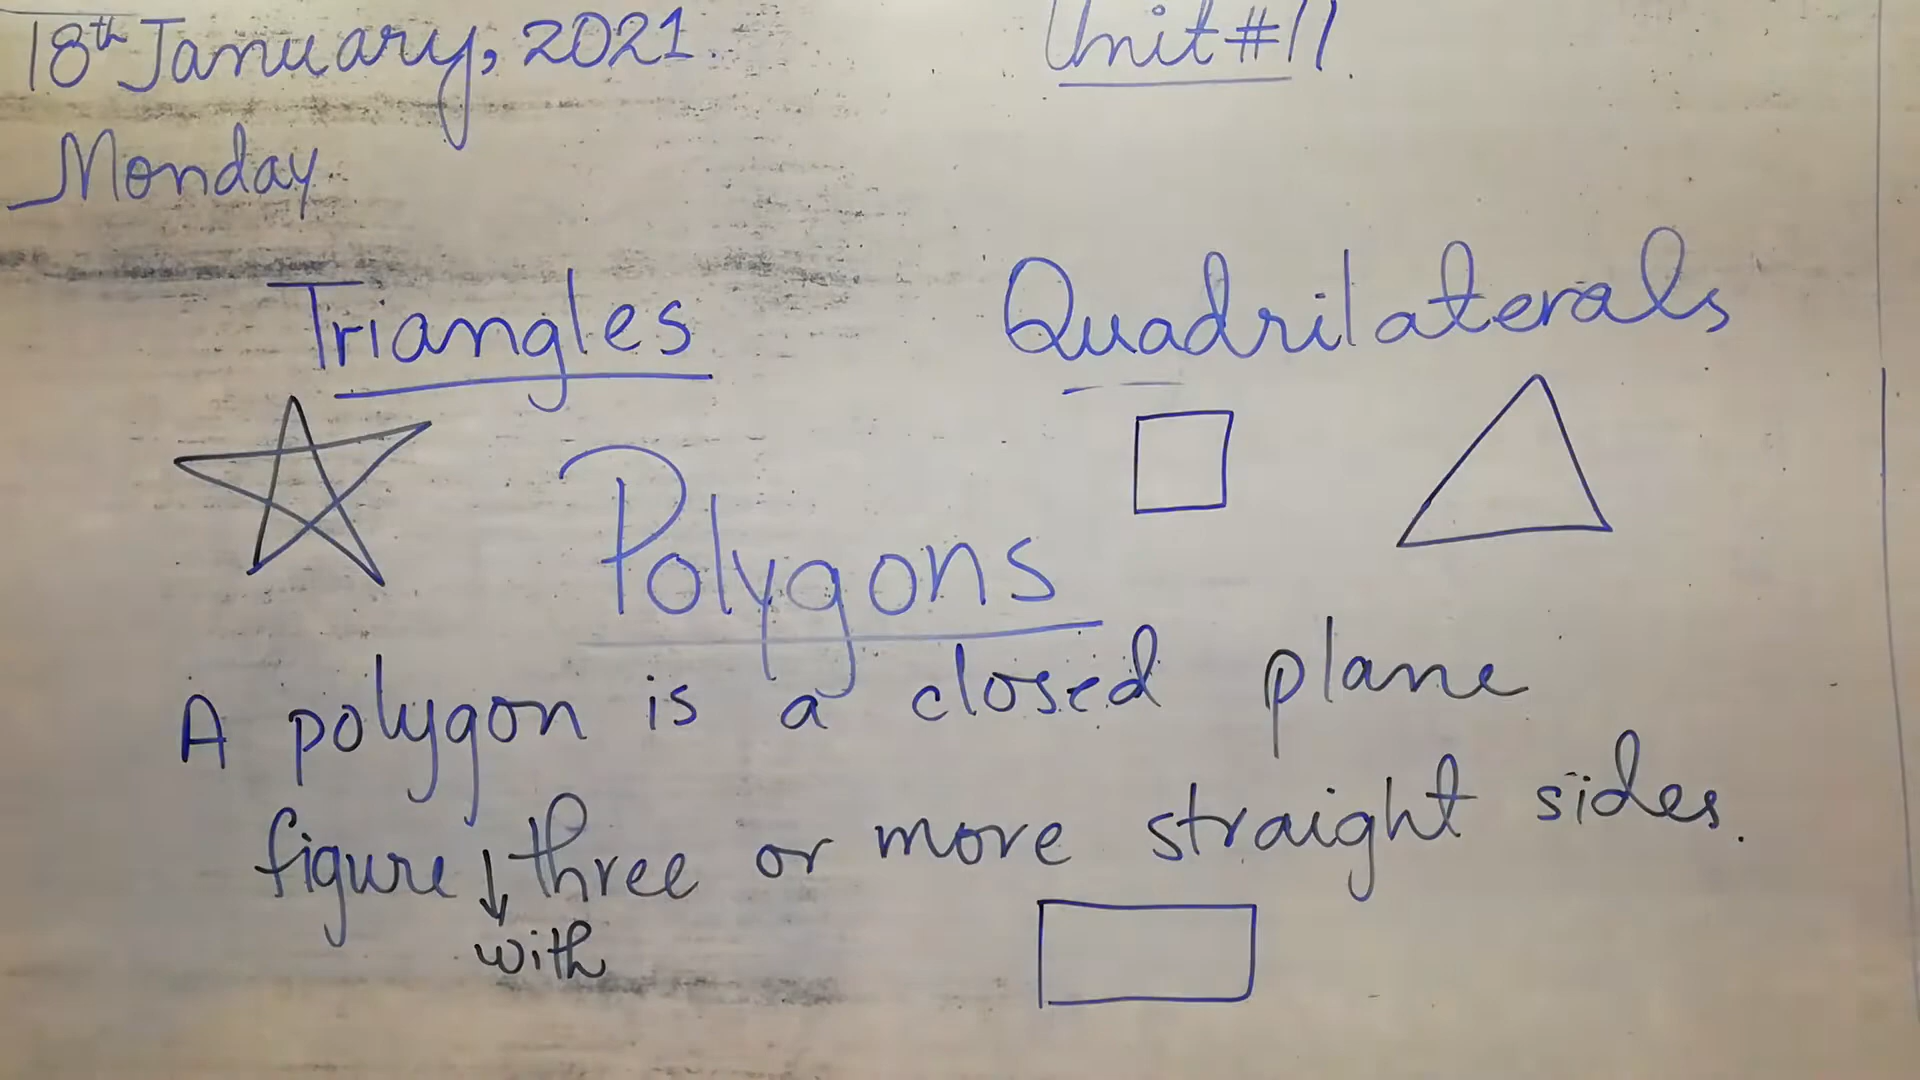 18th January, 2021. Unit #11
Monday
Triangles Quadrilaterals
Polygons
A polygon is a closed plane
figure ↓ three or more straight sides.
with